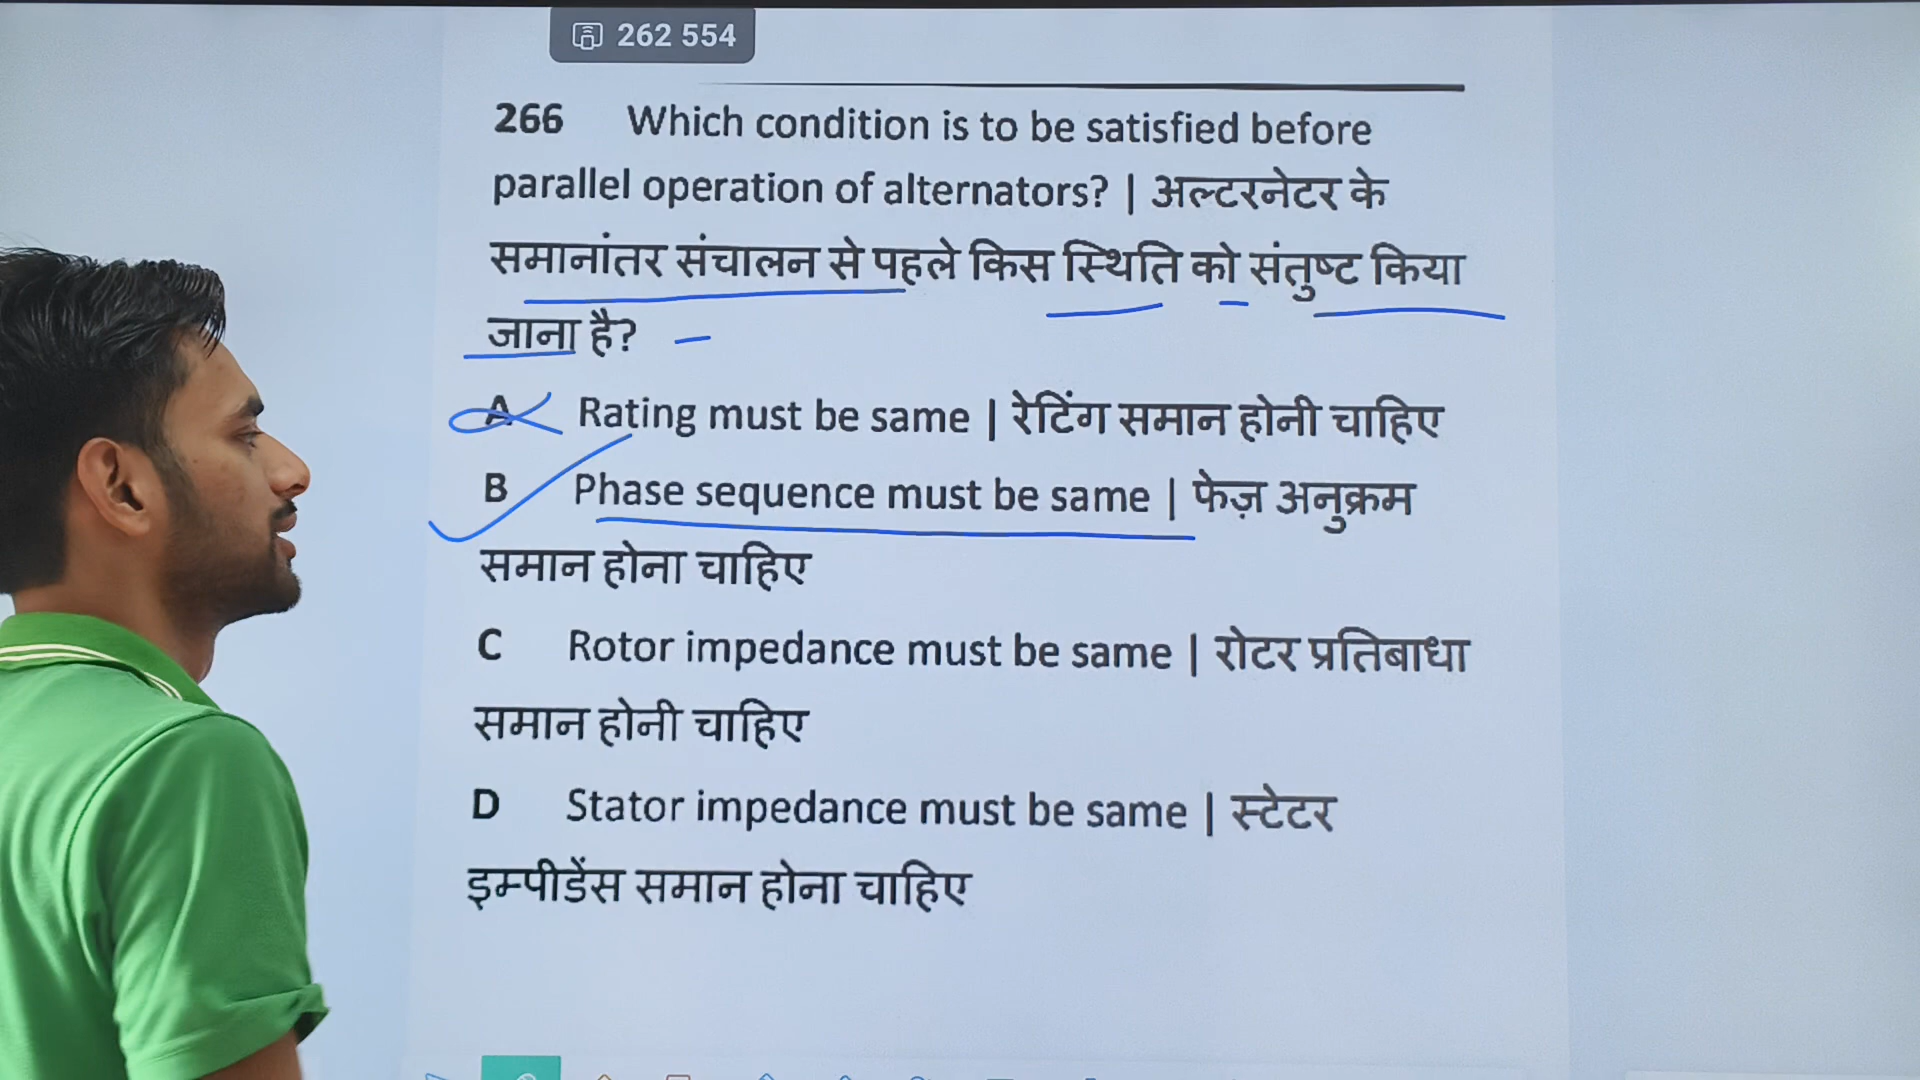 262 554
266 Which condition is to be satisfied before
parallel operation of alternators? | अल्टरनेटर के
समानांतर संचालन से पहले किस स्थिति को संतुष्ट किया
जाना है?
A Rating must be same | रेटिंग समान होनी चाहिए
B Phase sequence must be same | फेज़ अनुक्रम
समान होना चाहिए
C Rotor impedance must be same | रोटर प्रतिबाधा
समान होनी चाहिए
D Stator impedance must be same | स्टेटर
इम्पीडेंस समान होना चाहिए